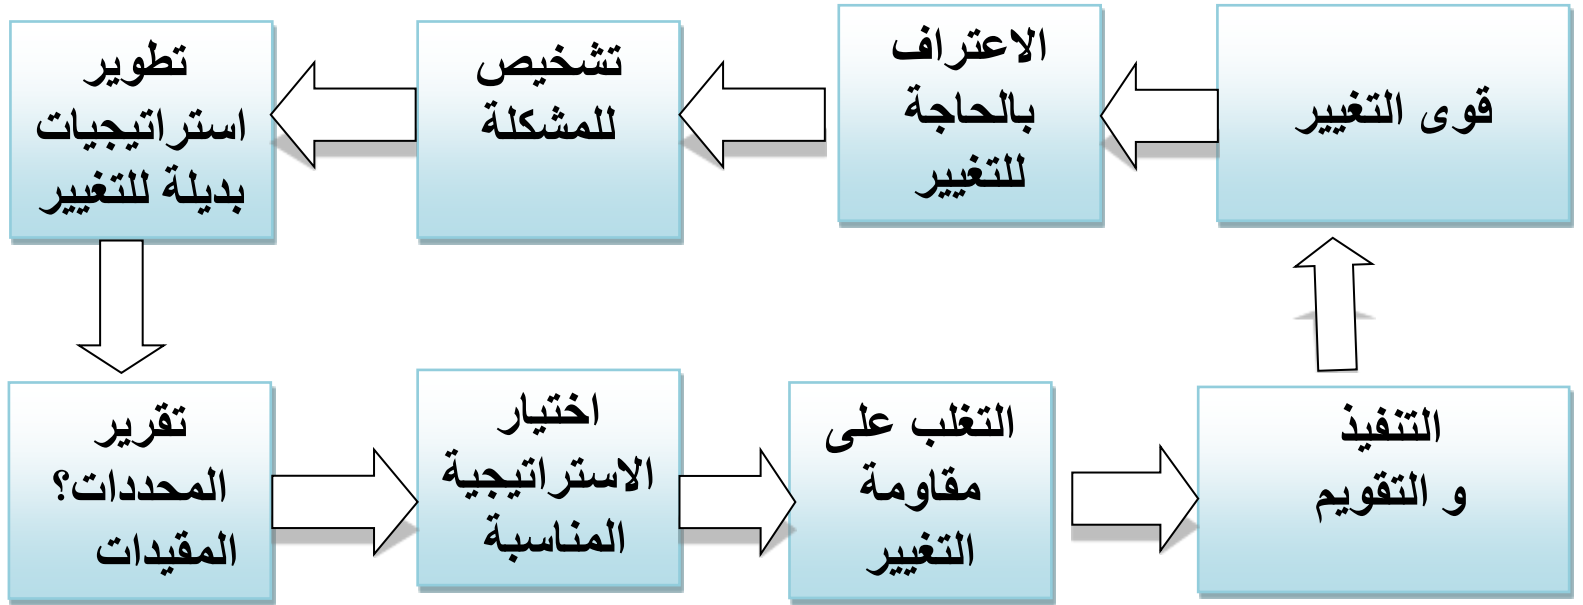 قوى التغيير
الاعتراف
بالحاجة
للتغيير
تشخيص
للمشكلة
تطوير
استراتيجيات
بديلة للتغيير
تقرير
المحددات؟
المقيدات
اختيار
الاستراتيجية
المناسبة
التغلب على
مقاومة
التغيير
التنفيذ
و التقويم